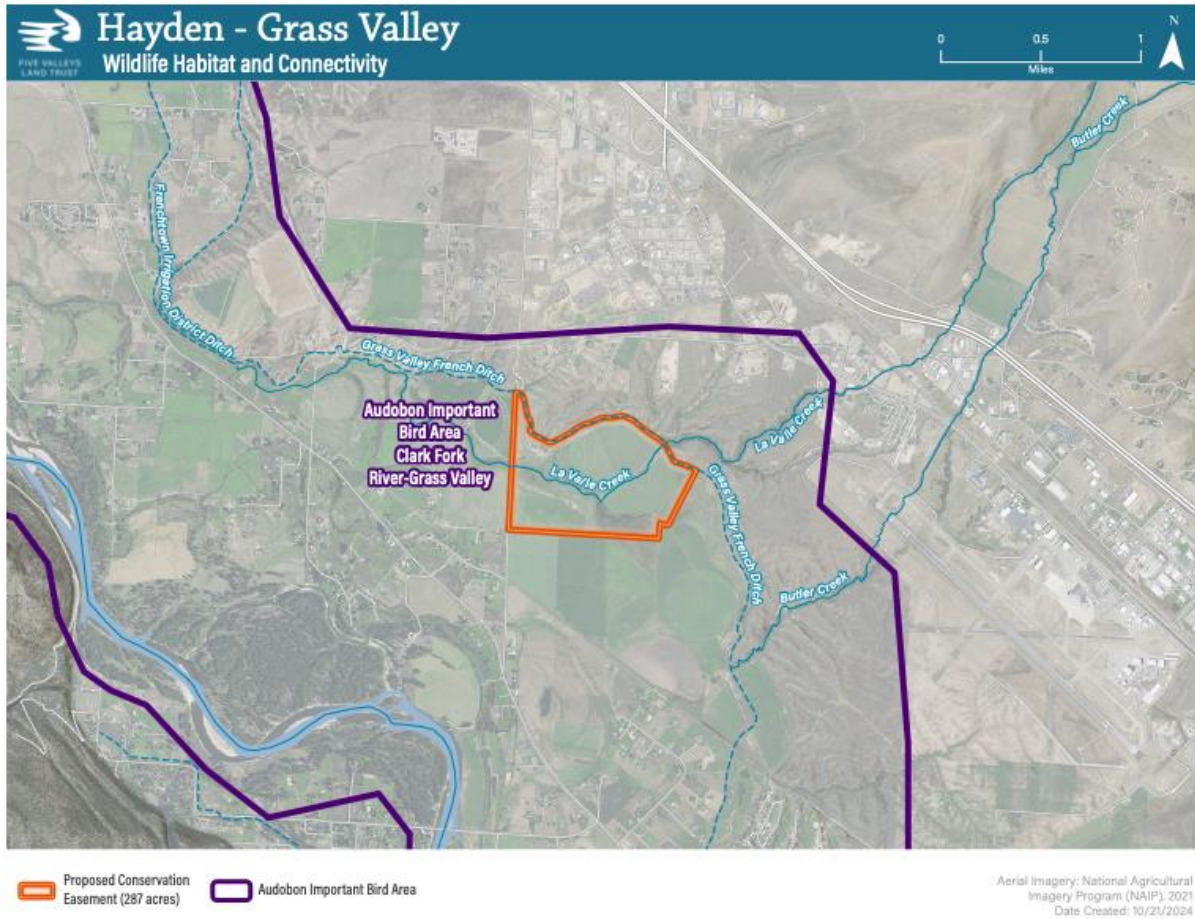 Hayden - Grass Valley
Wildlife Habitat and Connectivity
FIVE VALLEYS
LAND TRUST
0 0.5 1
Miles
N
Butler Creek
Frenchtown Irrigation District Ditch
Grass Valley French Ditch
Audobon Important
Bird Area
Clark Fork
River-Grass Valley
La Valle Creek
La Valle Creek
Grass Valley French Ditch
Butler Creek
Proposed Conservation
Easement (287 acres)
Audobon Important Bird Area
Aerial Imagery: National Agricultural
Imagery Program (NAIP), 2021
Date Created: 10/21/2024